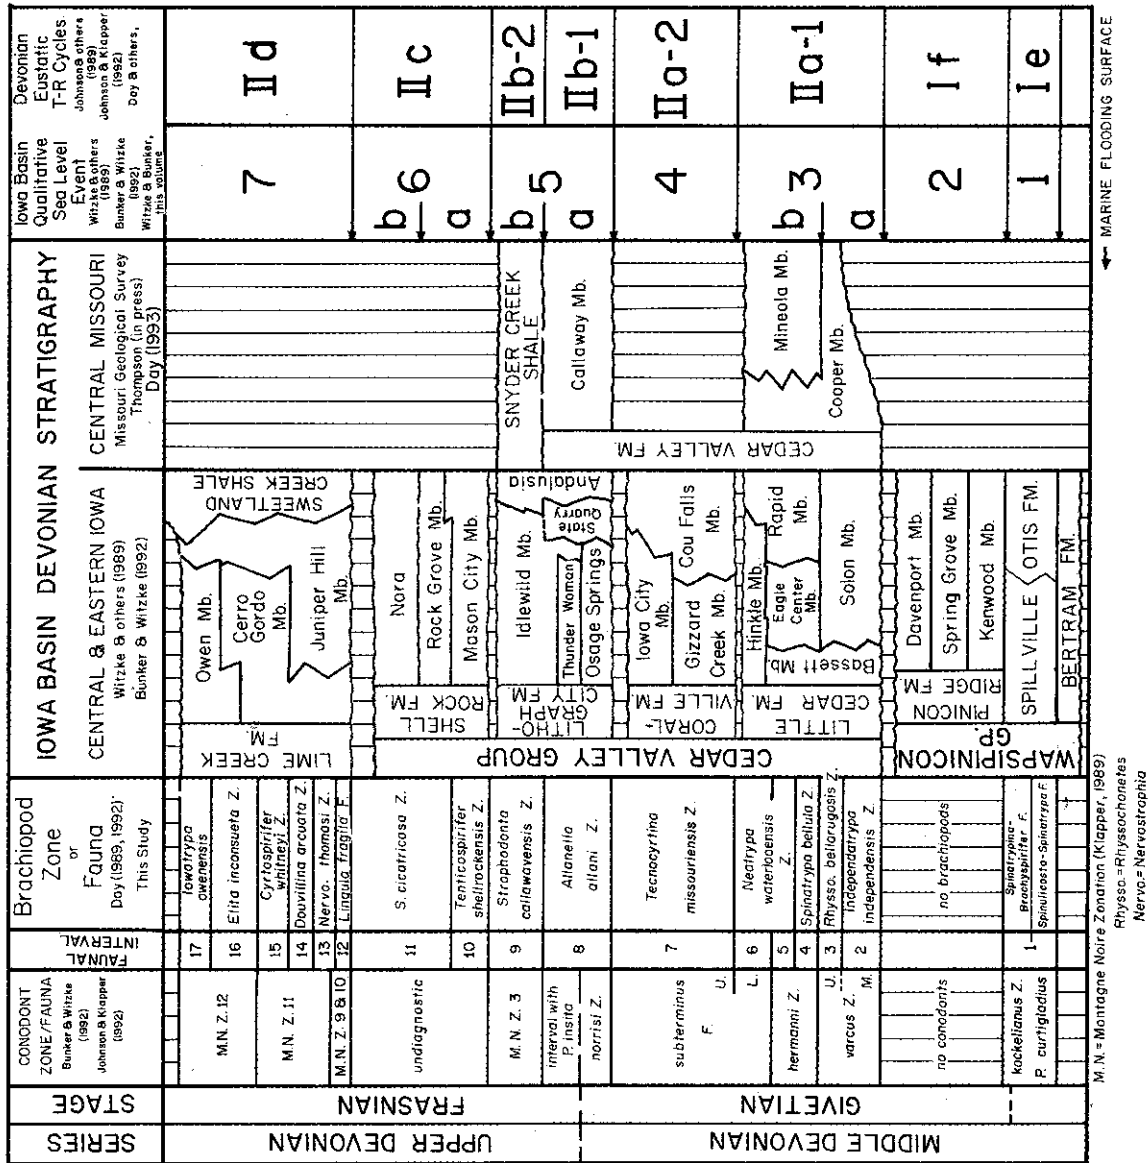 Devonian
Eustatic
T-R Cycles
Johnson & others
(1989)
Johnson & Klapper
(1992)
Day & others,
II d
II c
II b-2
II b-1
II a-2
II a-1
I f
I e
Iowa Basin
Qualitative
Sea Level
Event
Witzke & others
(1989)
Bunker & Witzke
(1992)
Witzke & Bunker,
this volume
7
b
6
a
b
5
a
4
b
3
a
2
1
← MARINE FLOODING SURFACE
IOWA BASIN DEVONIAN STRATIGRAPHY
CENTRAL MISSOURI
Missouri Geological Survey
Thompson (in press)
Day (1993)
SNYDER CREEK
SHALE
Callaway Mb.
Mineola Mb.
Cooper Mb.
CEDAR VALLEY FM.
CENTRAL & EASTERN IOWA
Witzke & others (1989)
Bunker & Witzke (1992)
SWEETLAND
CREEK SHALE
Owen Mb.
Cerro
Gordo
Mb.
Juniper Hill
Mb.
LIME CREEK
FM.
Nora
Rock Grove Mb.
Mason City Mb.
SHELL
ROCK FM.
Idlewild Mb.
Andalusia
State
Quarry
Thunder Woman
Osage Springs
LITHO-
GRAPH
CITY FM.
Iowa City
Mb.
Cou Falls
Mb.
Gizzard
Creek Mb.
CORAL-
VILLE FM.
Hinkle Mb.
Rapid
Mb.
Eagle
Center
Mb.
Solon Mb.
Bassett Mb.
LITTLE
CEDAR FM.
CEDAR VALLEY GROUP
Davenport Mb.
Spring Grove Mb.
Kenwood Mb.
PINICON
RIDGE FM
SPILLVILLE
OTIS FM.
BERTRAM FM.
WAPSIPINICON
GP.
Brachiopod
Zone
or
Fauna
Day (1989, 1992)
This Study
Iowatrypa
owenensis
Elita inconsueta Z.
Cyrtospirifer
whitneyi Z.
Douvillina arcuata Z.
Nervo. thomasi Z.
Lingula fragila F.
S. cicatricosa Z.
Tenticospirifer
shellrockensis Z.
Strophodonta
callawayensis Z.
Allanella
allani Z.
Tecnocyrtina
missouriensis Z.
Neatrypa
waterlooensis
Z.
Spinatrypa bellula Z.
Rhysso. bellarugosis Z.
Independatrypa
independensis Z.
no brachiopods
Spinatrypina-
Brachyspirifer F.
Spinulicosta-Spinatrypa F.
FAUNAL
INTERVAL
17
16
15
14
13
12
11
10
9
8
7
6
5
4
3
2
1
CONODONT
ZONE/FAUNA
Bunker & Witzke
(1992)
Johnson & Klapper
(1992)
M.N. Z. 12
M.N. Z. 11
M.N. Z. 9 & 10
undiagnostic
M.N. Z. 3
interval with
P. insita
norrisi Z.
subterminus
F.
U.
L.
hermanni Z.
U.
varcus Z.
M.
no conodonts
kockelianus Z.
P. curtigladius
STAGE
FRASNIAN
GIVETIAN
SERIES
UPPER DEVONIAN
MIDDLE DEVONIAN
M.N. = Montagne Noire Zonation (Klapper, 1989)
Rhysso. = Rhyssochonetes
Nervo. = Nervostrophia